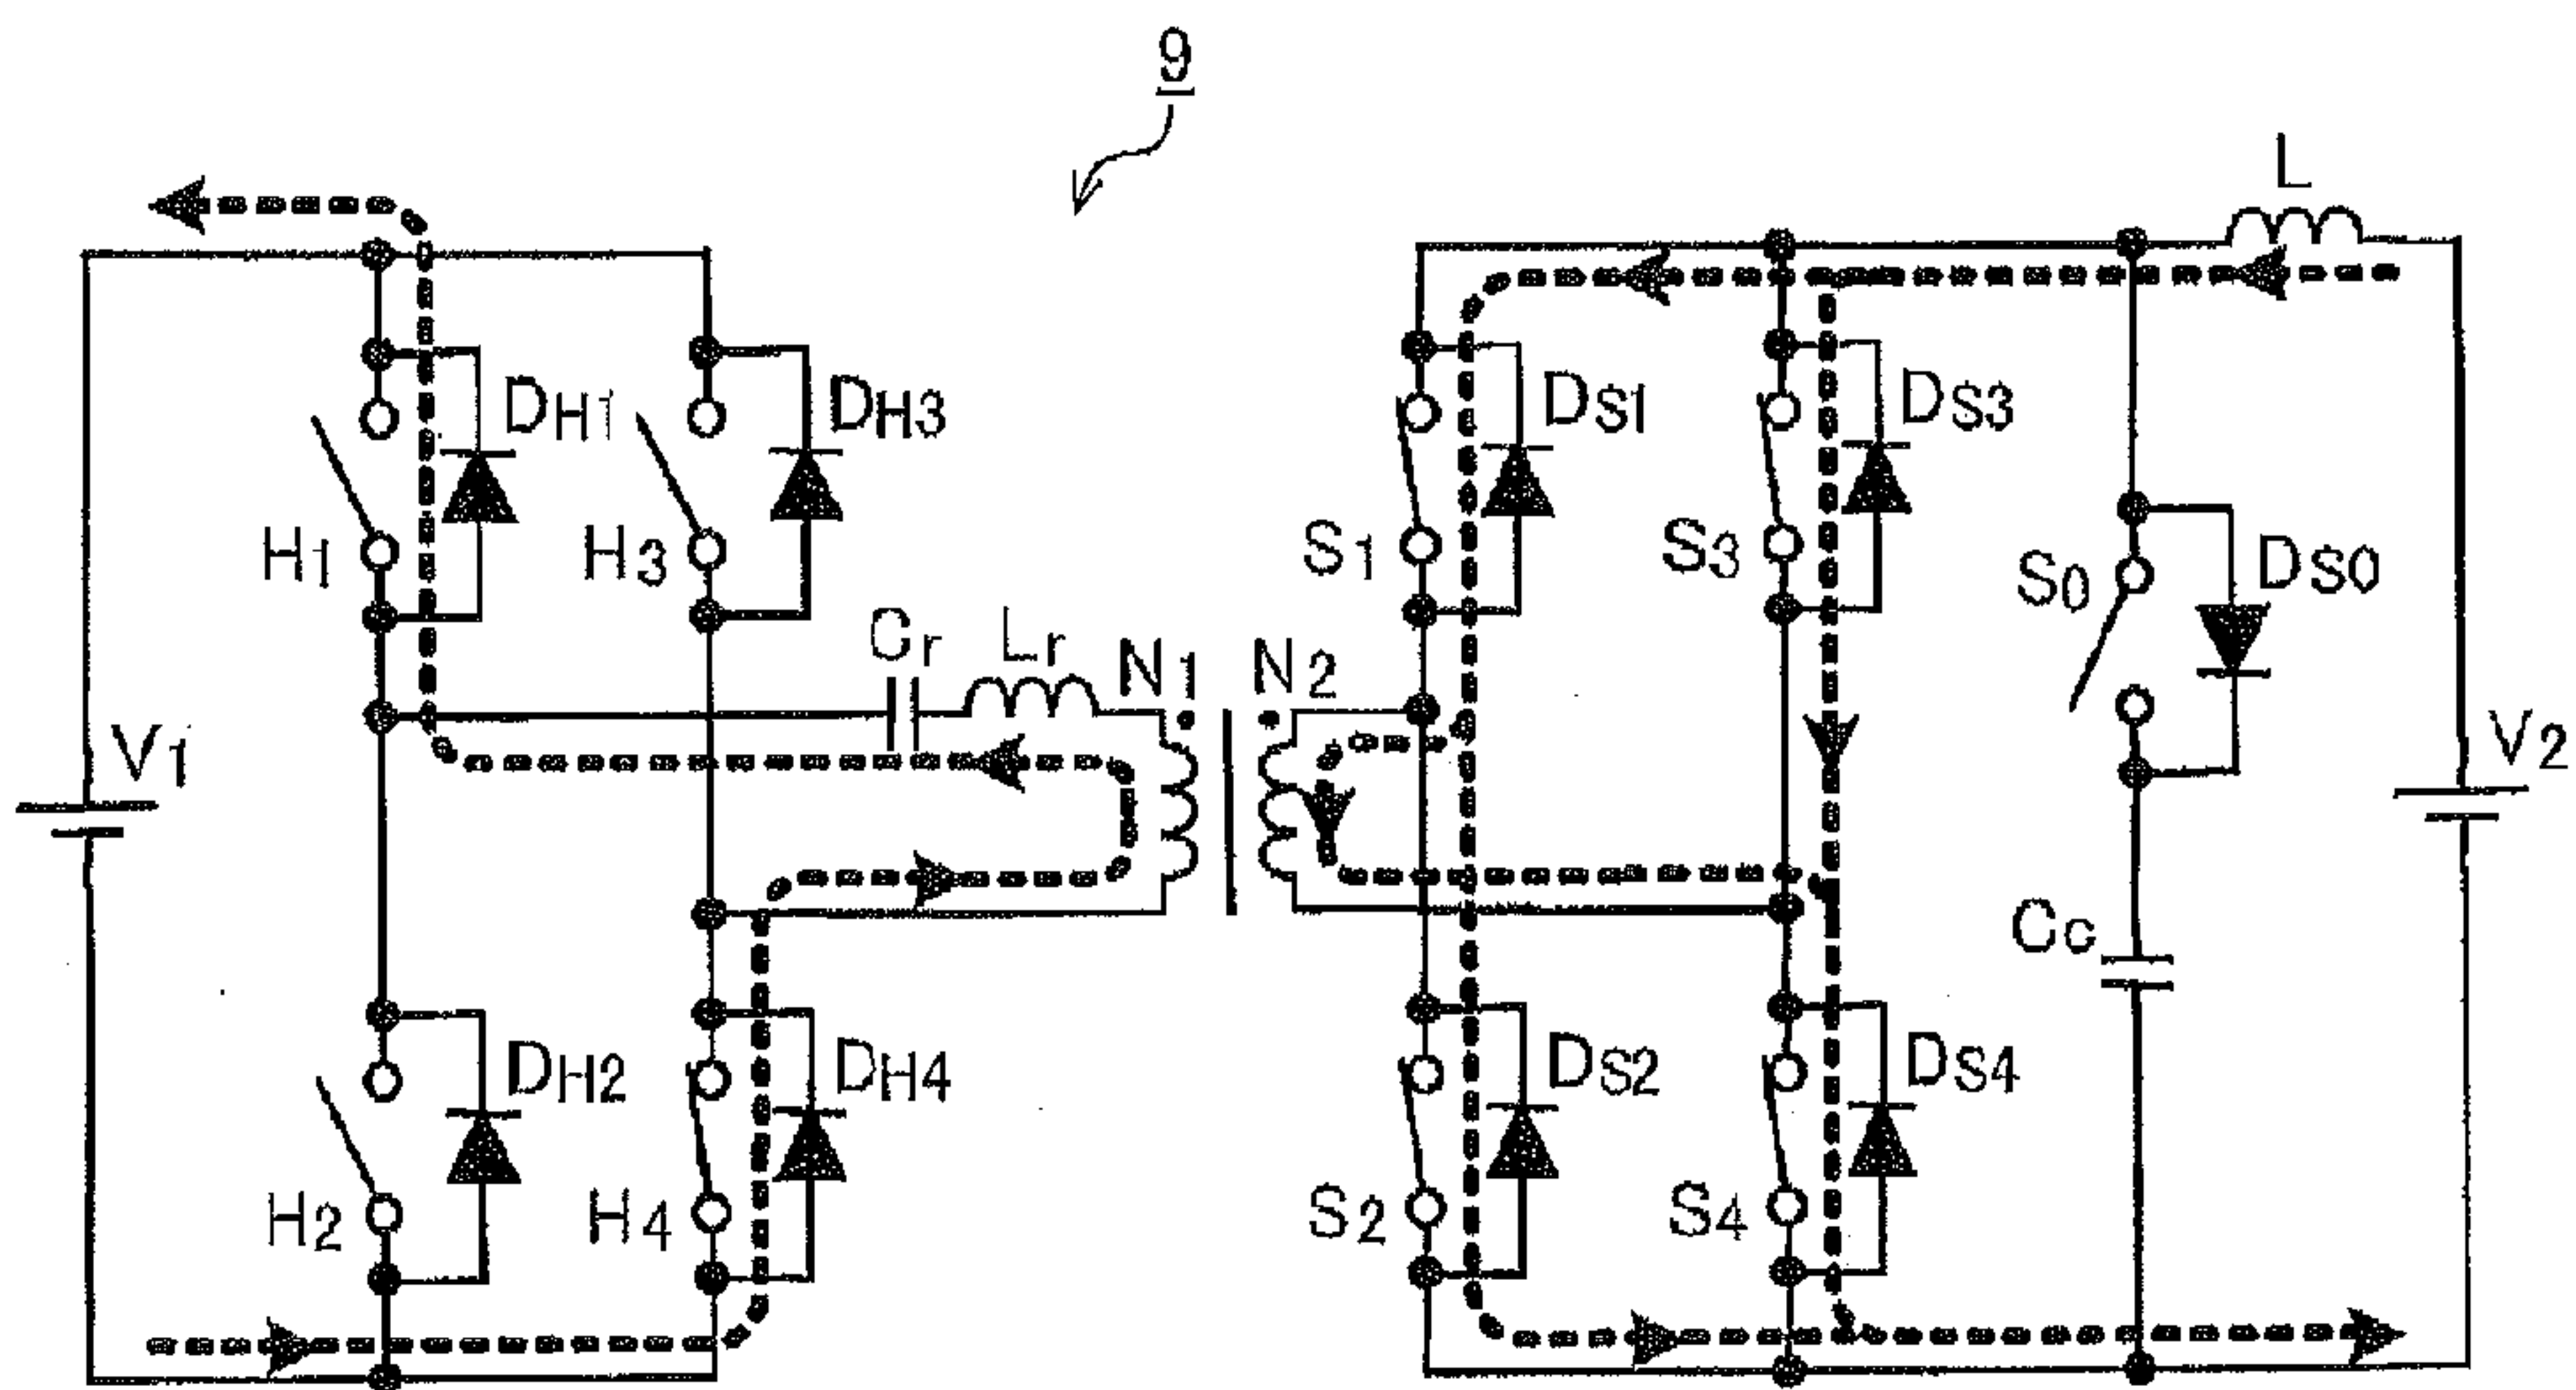 9
L
DH1
DH3
DS1
DS3
H1
H3
S1
S3
S0
DS0
Cr
Lr
N1
N2
V1
V2
Cc
DH2
DH4
DS2
DS4
H2
H4
S2
S4